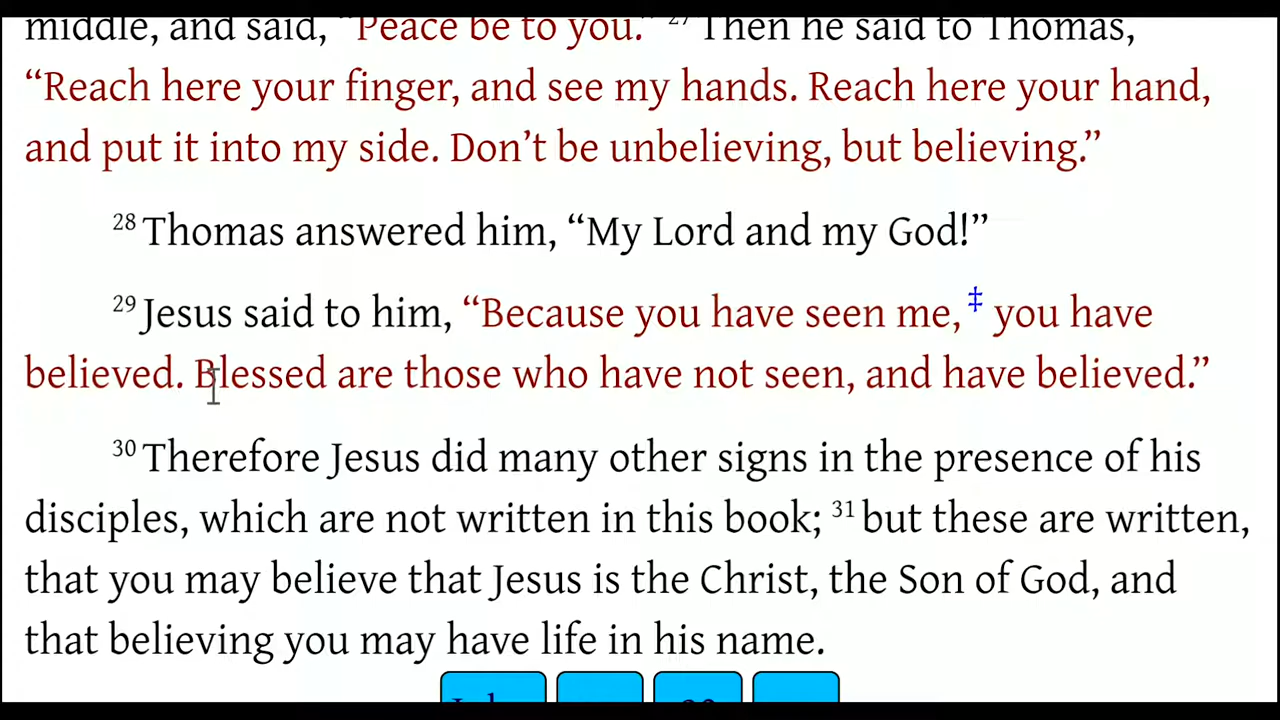 middle, and said, “Peace be to you.” 27 Then he said to Thomas,
“Reach here your finger, and see my hands. Reach here your hand,
and put it into my side. Don’t be unbelieving, but believing.”
28 Thomas answered him, “My Lord and my God!”
29 Jesus said to him, “Because you have seen me,‡ you have
believed. Blessed are those who have not seen, and have believed.”
30 Therefore Jesus did many other signs in the presence of his
disciples, which are not written in this book; 31 but these are written,
that you may believe that Jesus is the Christ, the Son of God, and
that believing you may have life in his name.